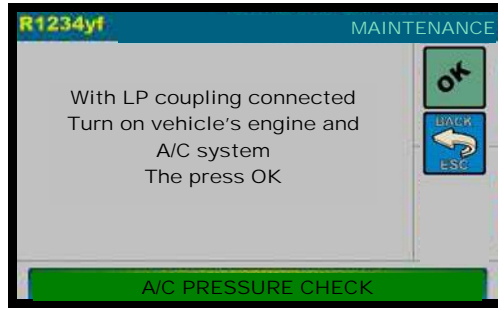 R1234yf
MAINTENANCE
With LP coupling connected
Turn on vehicle's engine and
A/C system
The press OK
OK
BACK
ESC
A/C PRESSURE CHECK